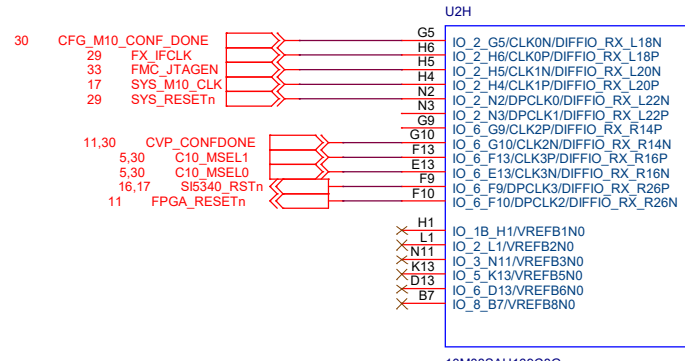 U2H
30 CFG_M10_CONF_DONE G5 IO_2_G5/CLK0N/DIFFIO_RX_L18N
29 FX_IFCLK H6 IO_2_H6/CLK0P/DIFFIO_RX_L18P
33 FMC_JTAGEN H5 IO_2_H5/CLK1N/DIFFIO_RX_L20N
17 SYS_M10_CLK H4 IO_2_H4/CLK1P/DIFFIO_RX_L20P
29 SYS_RESETn N2 IO_2_N2/DPCLK0/DIFFIO_RX_L22N
N3 IO_2_N3/DPCLK1/DIFFIO_RX_L22P
G9 IO_6_G9/CLK2P/DIFFIO_RX_R14P
11,30 CVP_CONFDONE G10 IO_6_G10/CLK2N/DIFFIO_RX_R14N
5,30 C10_MSEL1 F13 IO_6_F13/CLK3P/DIFFIO_RX_R16P
5,30 C10_MSEL0 E13 IO_6_E13/CLK3N/DIFFIO_RX_R16N
16,17 SI5340_RSTn F9 IO_6_F9/DPCLK3/DIFFIO_RX_R26P
11 FPGA_RESETn F10 IO_6_F10/DPCLK2/DIFFIO_RX_R26N
H1 IO_1B_H1/VREFB1N0
L1 IO_2_L1/VREFB2N0
N11 IO_3_N11/VREFB3N0
K13 IO_5_K13/VREFB5N0
D13 IO_6_D13/VREFB6N0
B7 IO_8_B7/VREFB8N0